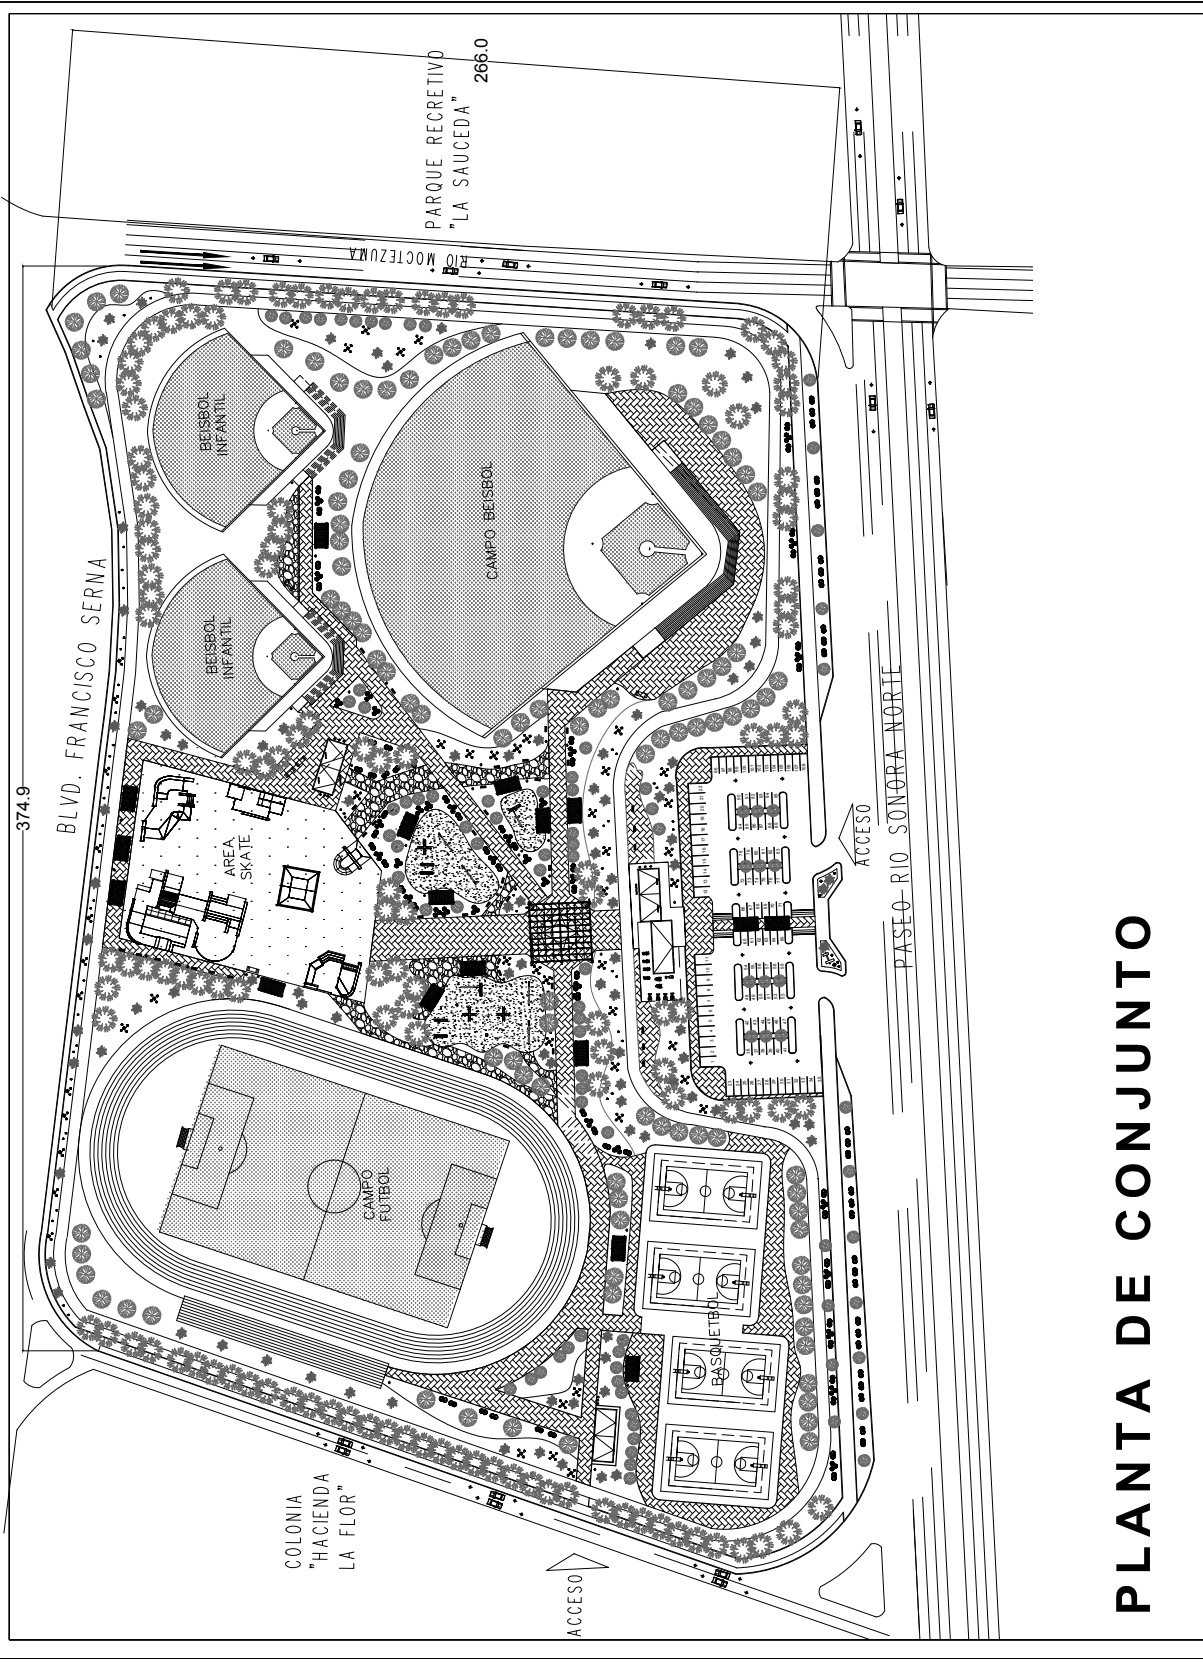 374.9
BLVD. FRANCISCO SERNA
PARQUE RECRETIVO
"LA SAUCEDA"
266.0
RIO MOCTEZUMA
BEISBOL
INFANTIL
BEISBOL
INFANTIL
CAMPO BEISBOL
AREA
SKATE
CAMPO
FUTBOL
BASQUETBOL
COLONIA
"HACIENDA
LA FLOR"
ACCESO
ACCESO
PASEO RIO SONORA NORTE
PLANTA DE CONJUNTO